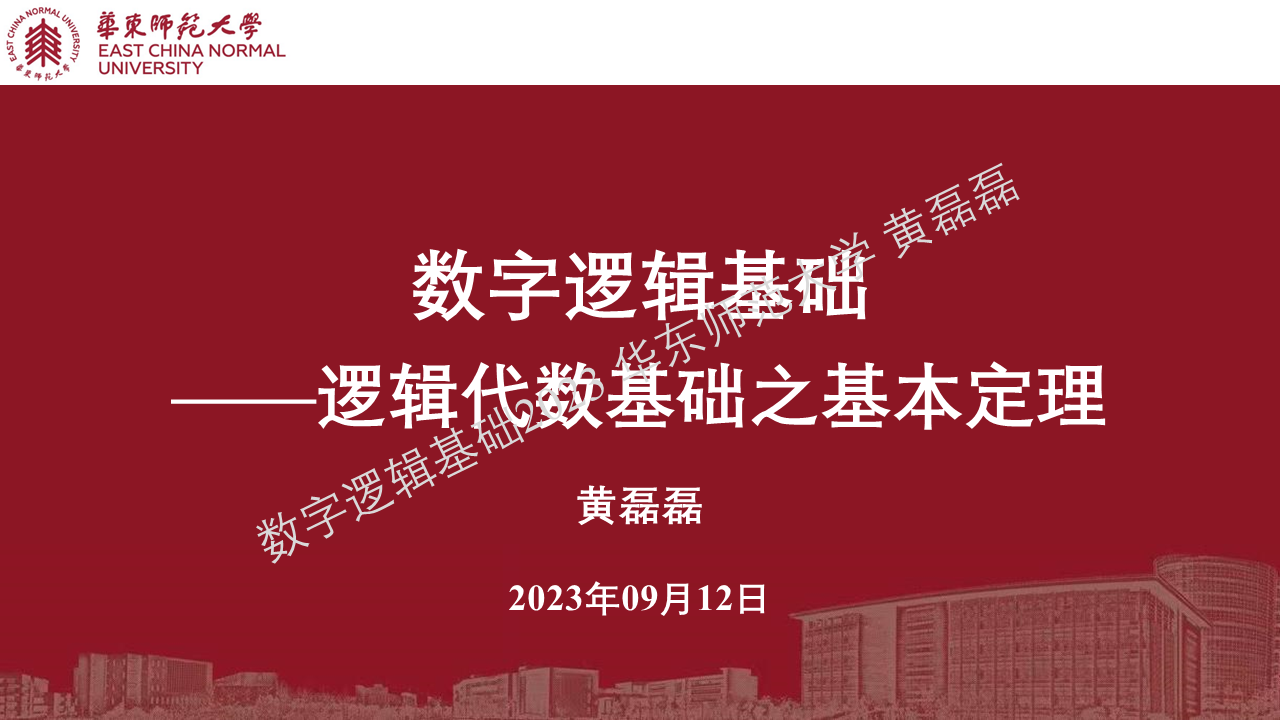 EAST CHINA NORMAL UNIVERSITY
華東師範大學
華東師範大學
EAST CHINA NORMAL
UNIVERSITY
数字逻辑基础
——逻辑代数基础之基本定理
数字逻辑基础2023 华东师范大学 黄磊磊
黄磊磊
2023年09月12日